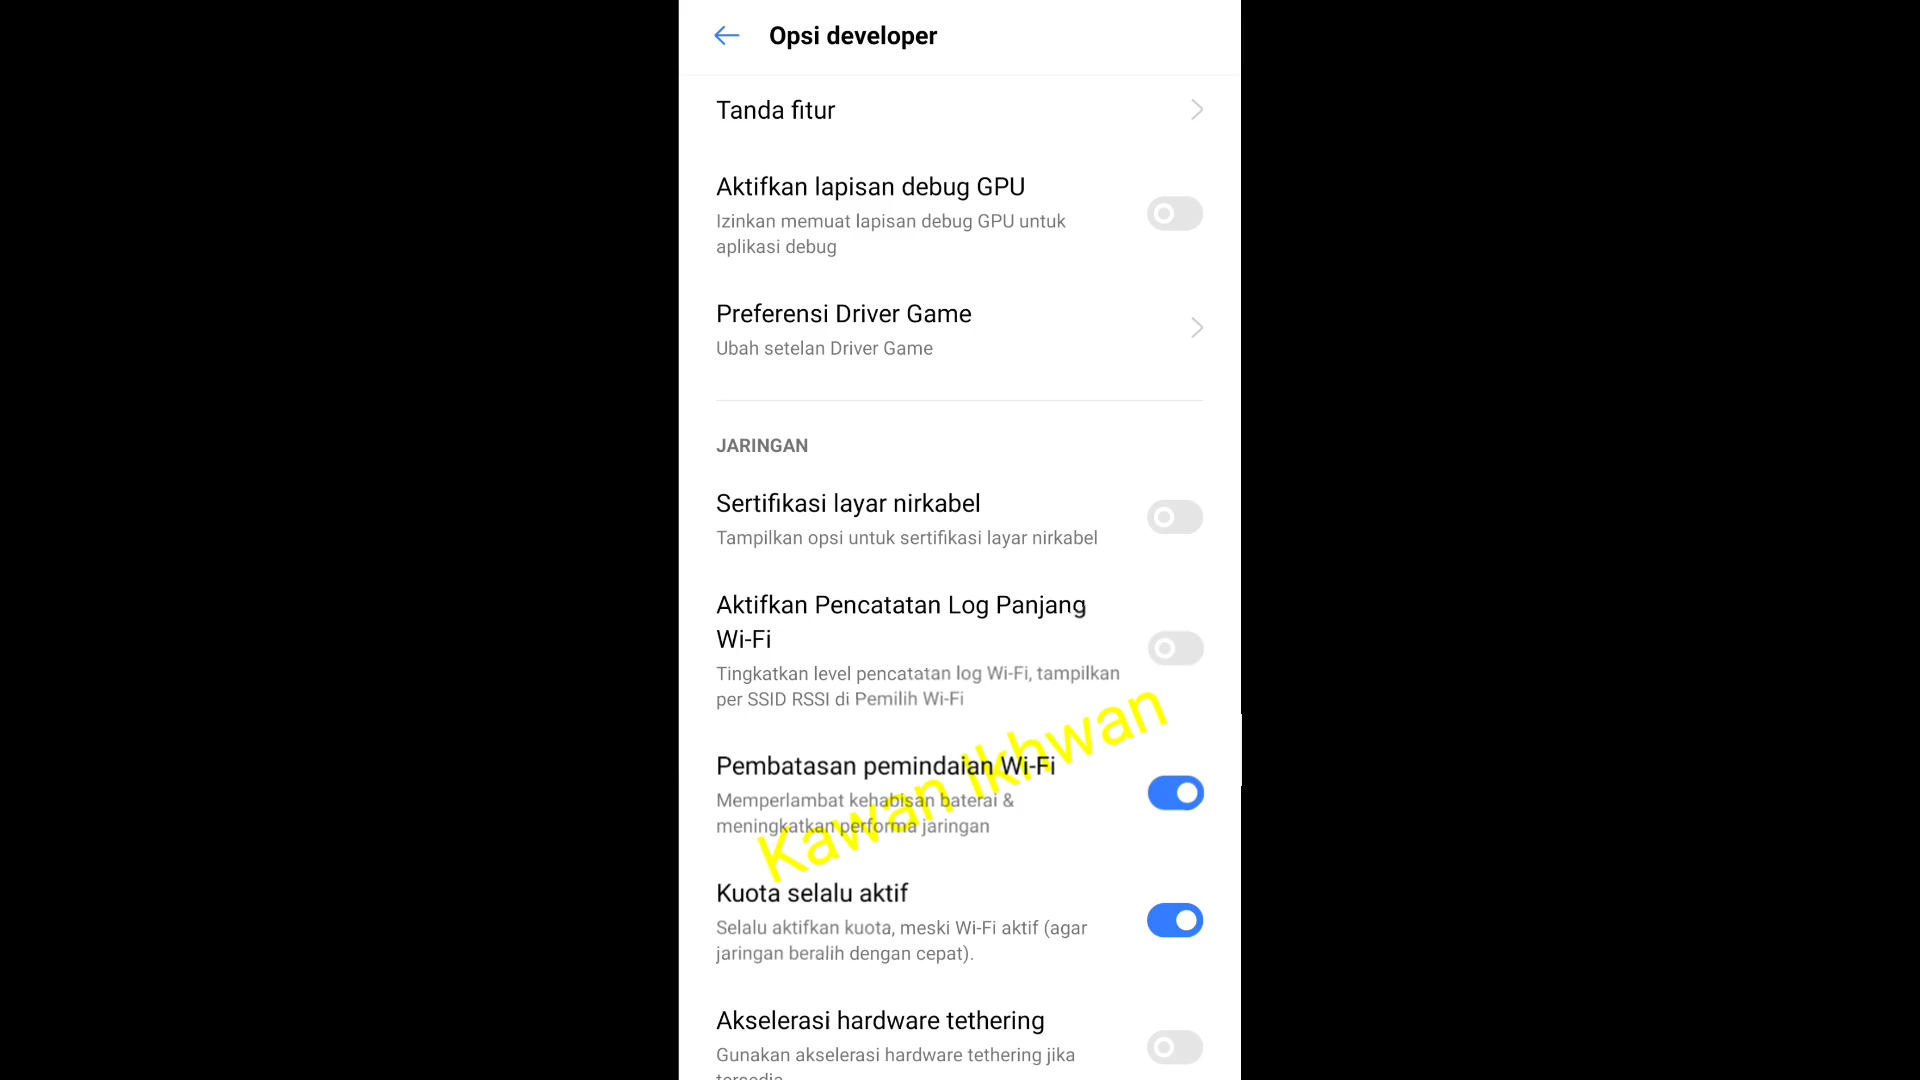 Opsi developer
Tanda fitur
Aktifkan lapisan debug GPU
Izinkan memuat lapisan debug GPU untuk
aplikasi debug
Preferensi Driver Game
Ubah setelan Driver Game
JARINGAN
Sertifikasi layar nirkabel
Tampilkan opsi untuk sertifikasi layar nirkabel
Aktifkan Pencatatan Log Panjang
Wi-Fi
Tingkatkan level pencatatan log Wi-Fi, tampilkan
per SSID RSSI di Pemilih Wi-Fi
Kawan Ikhwan
Pembatasan pemindaian Wi-Fi
Memperlambat kehabisan baterai &
meningkatkan performa jaringan
Kuota selalu aktif
Selalu aktifkan kuota, meski Wi-Fi aktif (agar
jaringan beralih dengan cepat).
Akselerasi hardware tethering
Gunakan akselerasi hardware tethering jika